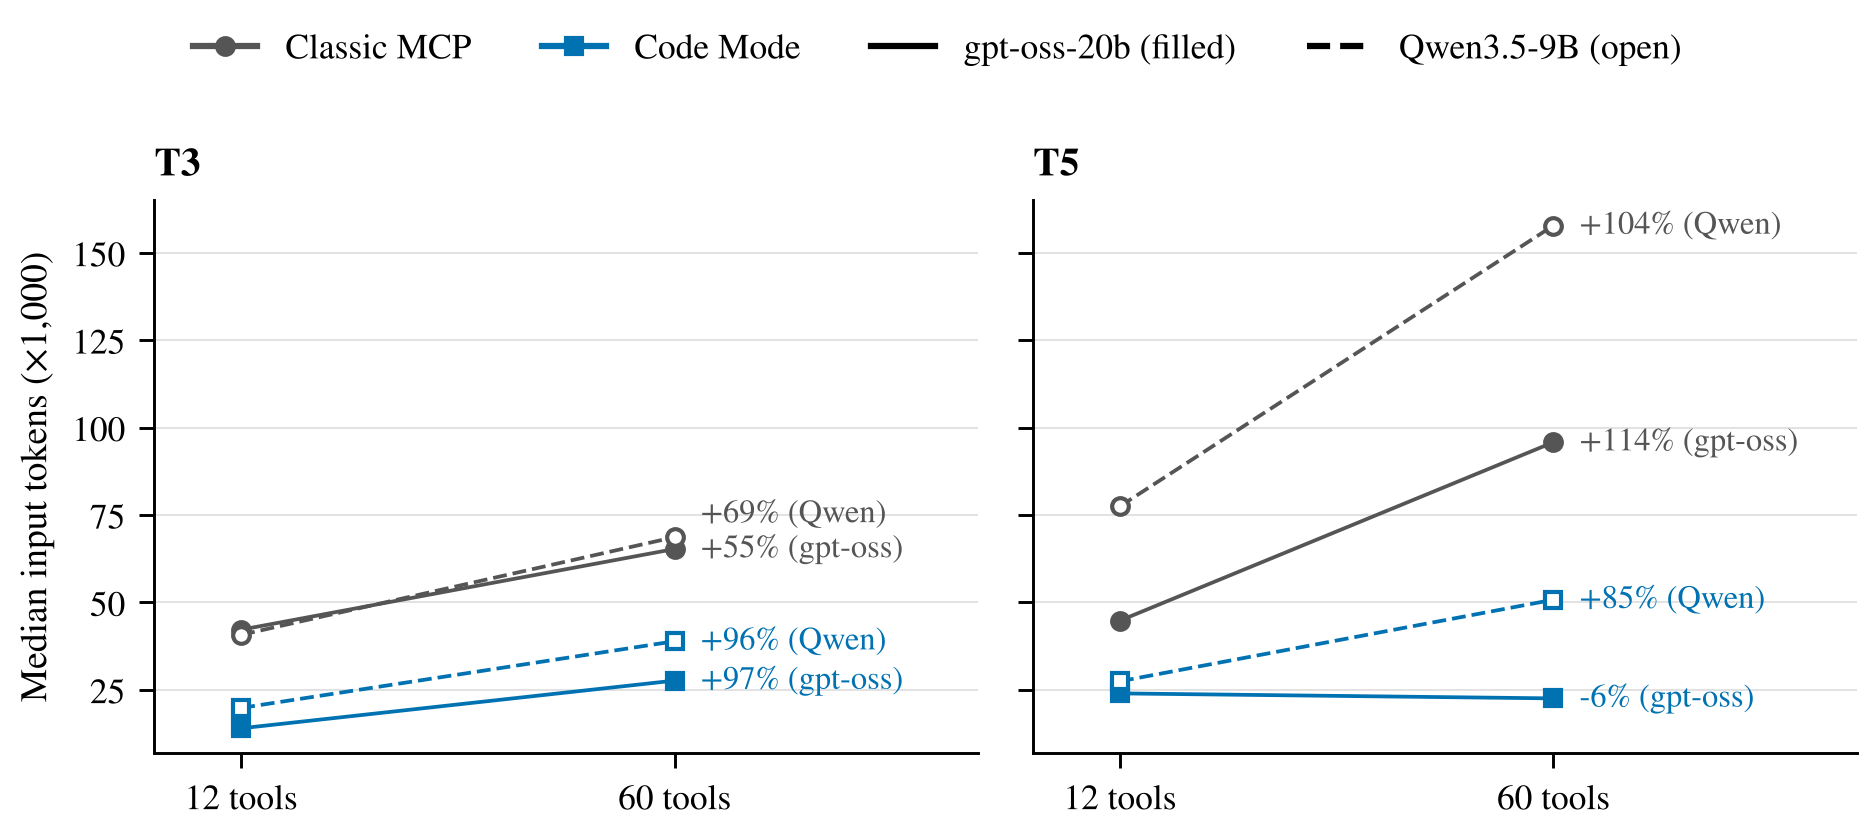 Classic MCP
Code Mode
gpt-oss-20b (filled)
Qwen3.5-9B (open)
T3
T5
Median input tokens (×1,000)
150
125
100
75
50
25
+69% (Qwen)
+55% (gpt-oss)
+96% (Qwen)
+97% (gpt-oss)
12 tools
60 tools
+104% (Qwen)
+114% (gpt-oss)
+85% (Qwen)
-6% (gpt-oss)
12 tools
60 tools